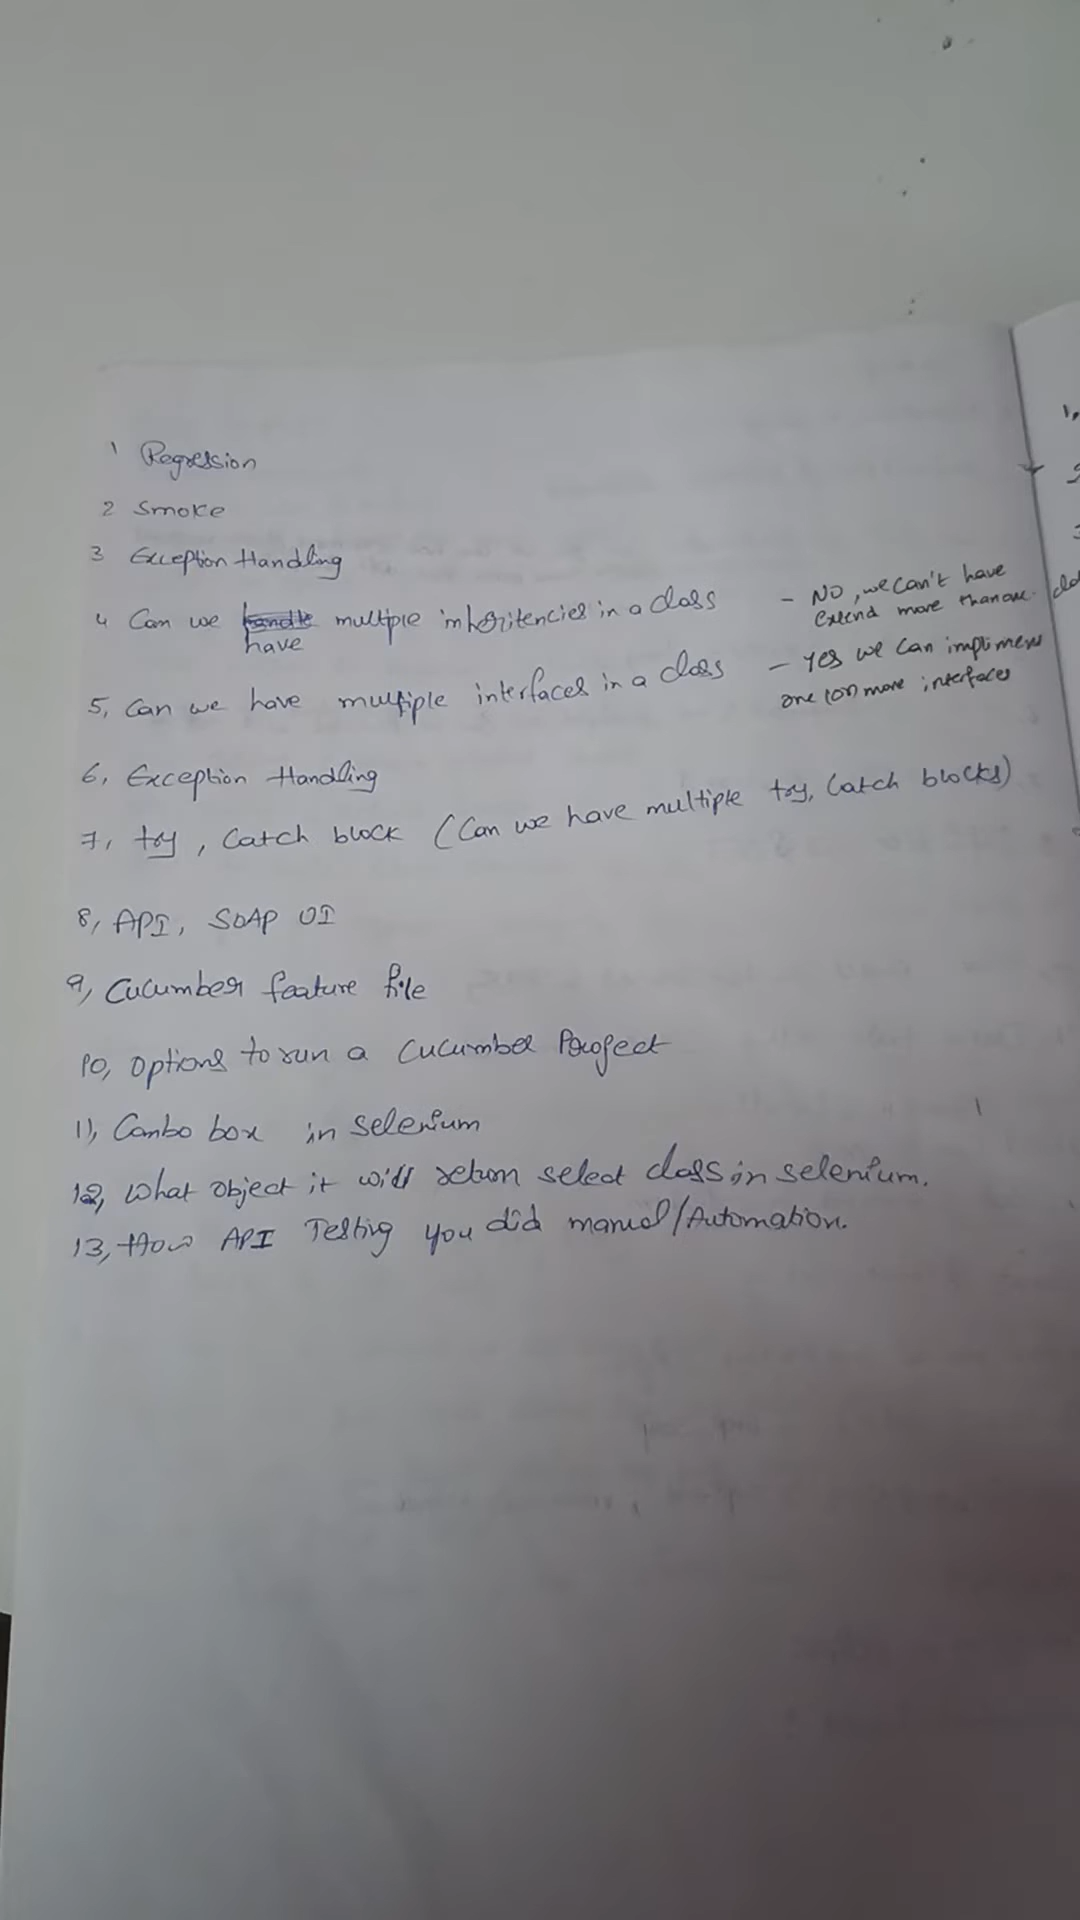 1 Regression
2 Smoke
3 Exception Handling
4 Can we have multiple inheritencies in a class - No, we can't have
extend more than one
5, Can we have multiple interfaces in a class - Yes we can implimen
one (or) more interfaces
6, Exception Handling
7, try, Catch block (Can we have multiple try, Catch blocks)
8, API, SOAP UI
9, Cucumber feature file
10, Options to run a Cucumber Project
11, Combo box in selenium
12, What object it will return select class in selenium.
13, How API Testing you did manual/Automation.
1,